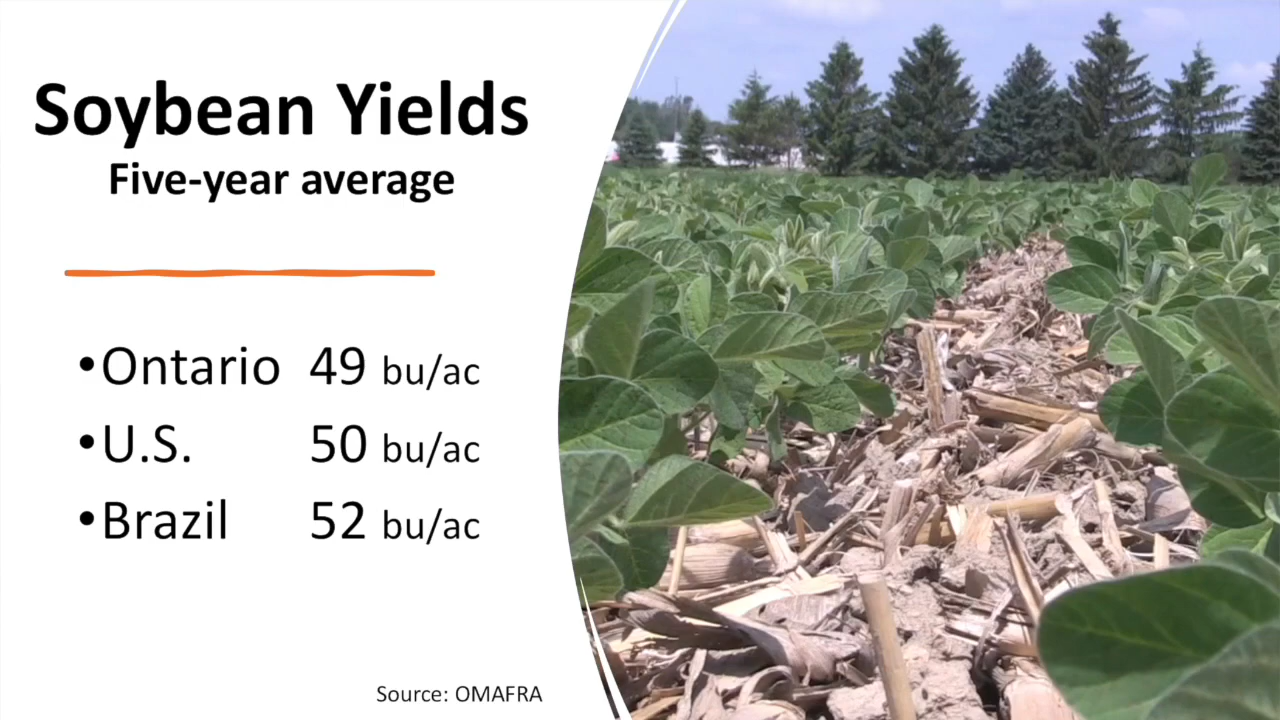 Soybean Yields
Five-year average
•Ontario 49 bu/ac
•U.S. 50 bu/ac
•Brazil 52 bu/ac
Source: OMAFRA